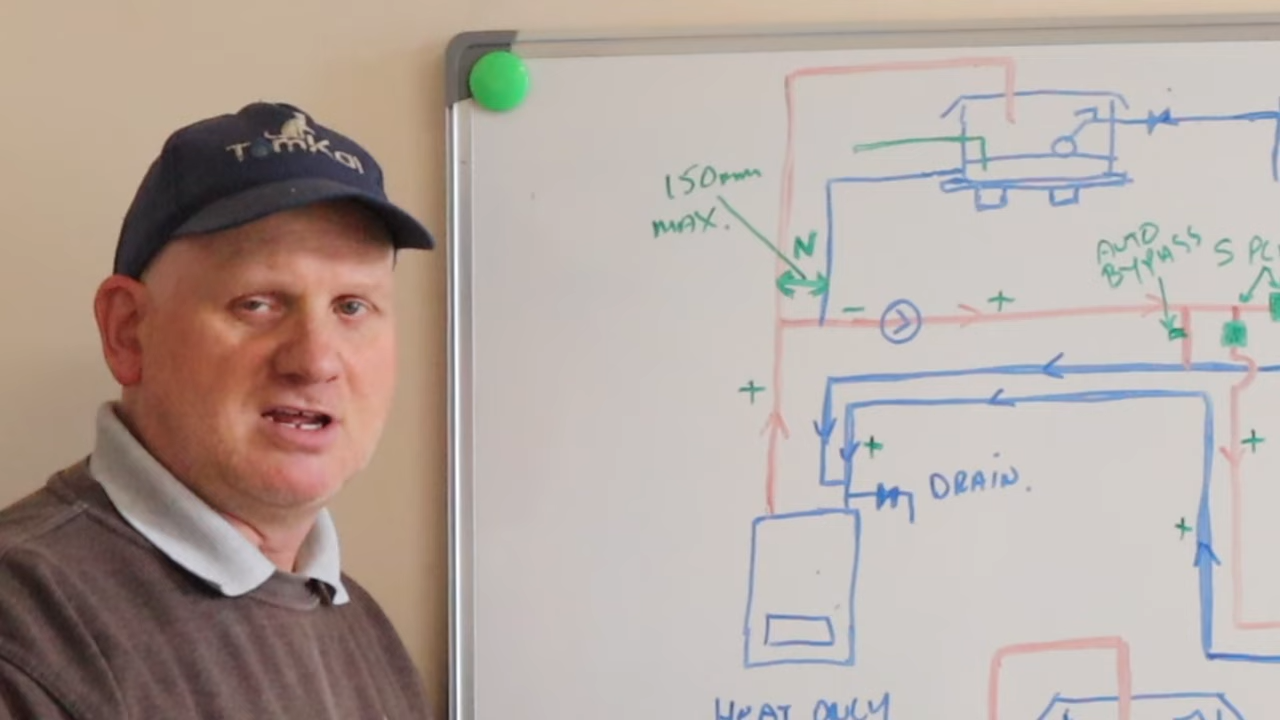 TomKat
150mm
MAX.
N
AUTO
BYPASS
S PL
-
+
+
+
+
+
DRAIN.
HEAT ONLY